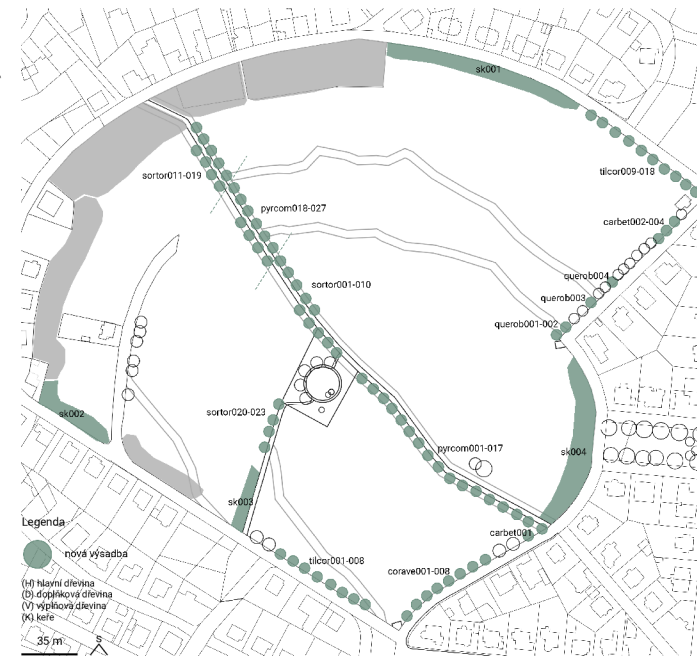 sk001
tilcor009-018
sortor011-019
pyrcom018-027
carbet002-004
querob004
sortor001-010
querob003
querob001-002
sk002
sortor020-023
pyrcom001-017
sk004
sk003
Legenda
carbet001
nová výsadba
tilcor001-008
corave001-008
(H) hlavní dřevina
(D) doplňková dřevina
(V) výplňová dřevina
(K) keře
35 m
S